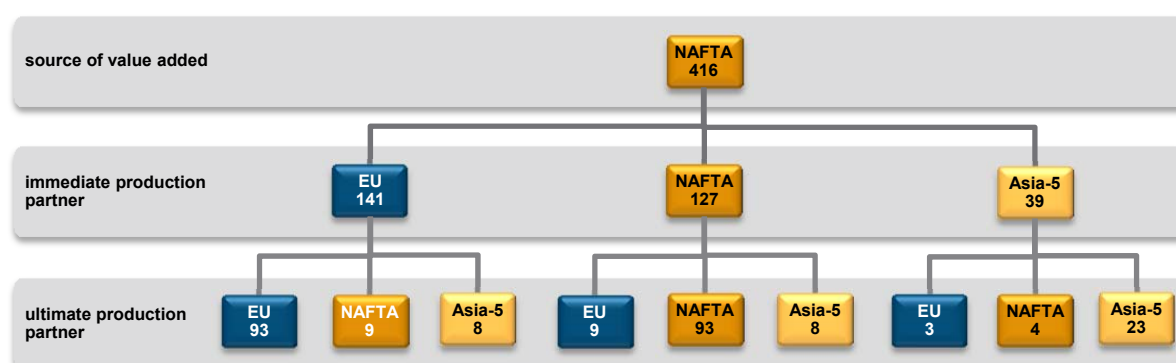 source of value added
NAFTA
416
immediate production
partner
EU
141
NAFTA
127
Asia-5
39
ultimate production
partner
EU
93
NAFTA
9
Asia-5
8
EU
9
NAFTA
93
Asia-5
8
EU
3
NAFTA
4
Asia-5
23